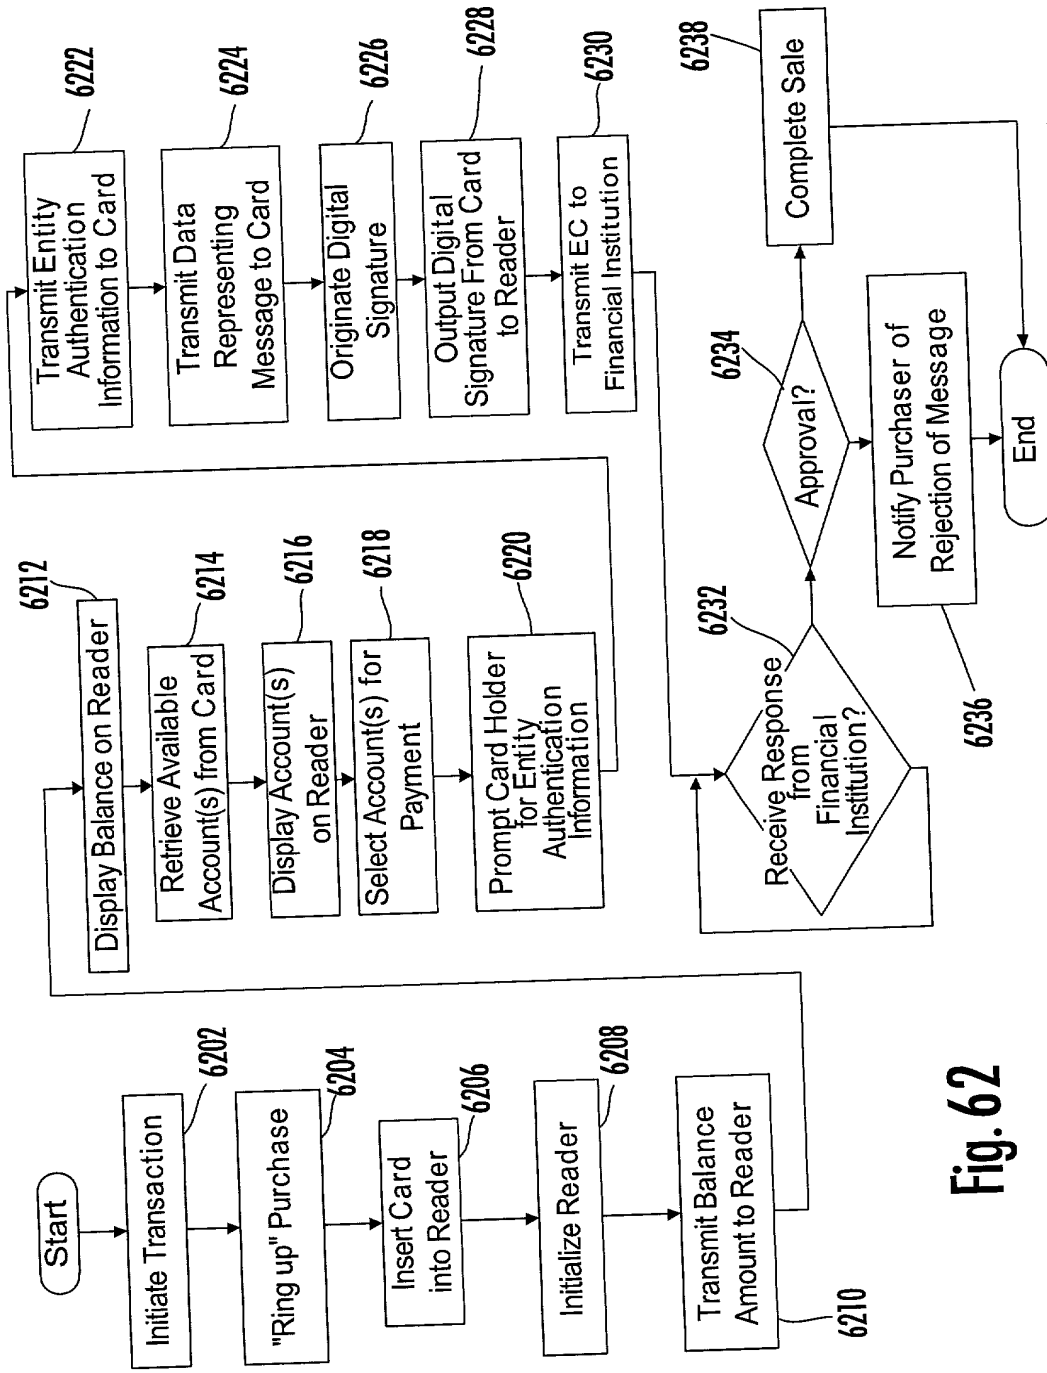 Start
Initiate Transaction
6202
"Ring up" Purchase
6204
Insert Card
into Reader
6206
Initialize Reader
6208
Transmit Balance
Amount to Reader
6210
Display Balance on Reader
6212
Retrieve Available
Account(s) from Card
6214
Display Account(s)
on Reader
6216
Select Account(s) for
Payment
6218
Prompt Card Holder
for Entity
Authentication
Information
6220
Transmit Entity
Authentication
Information to Card
6222
Transmit Data
Representing
Message to Card
6224
Originate Digital
Signature
6226
Output Digital
Signature From Card
to Reader
6228
Transmit EC to
Financial Institution
6230
Receive Response
from
Financial
Institution?
6232
Approval?
6234
Notify Purchaser of
Rejection of Message
6236
Complete Sale
6238
End
Fig. 62